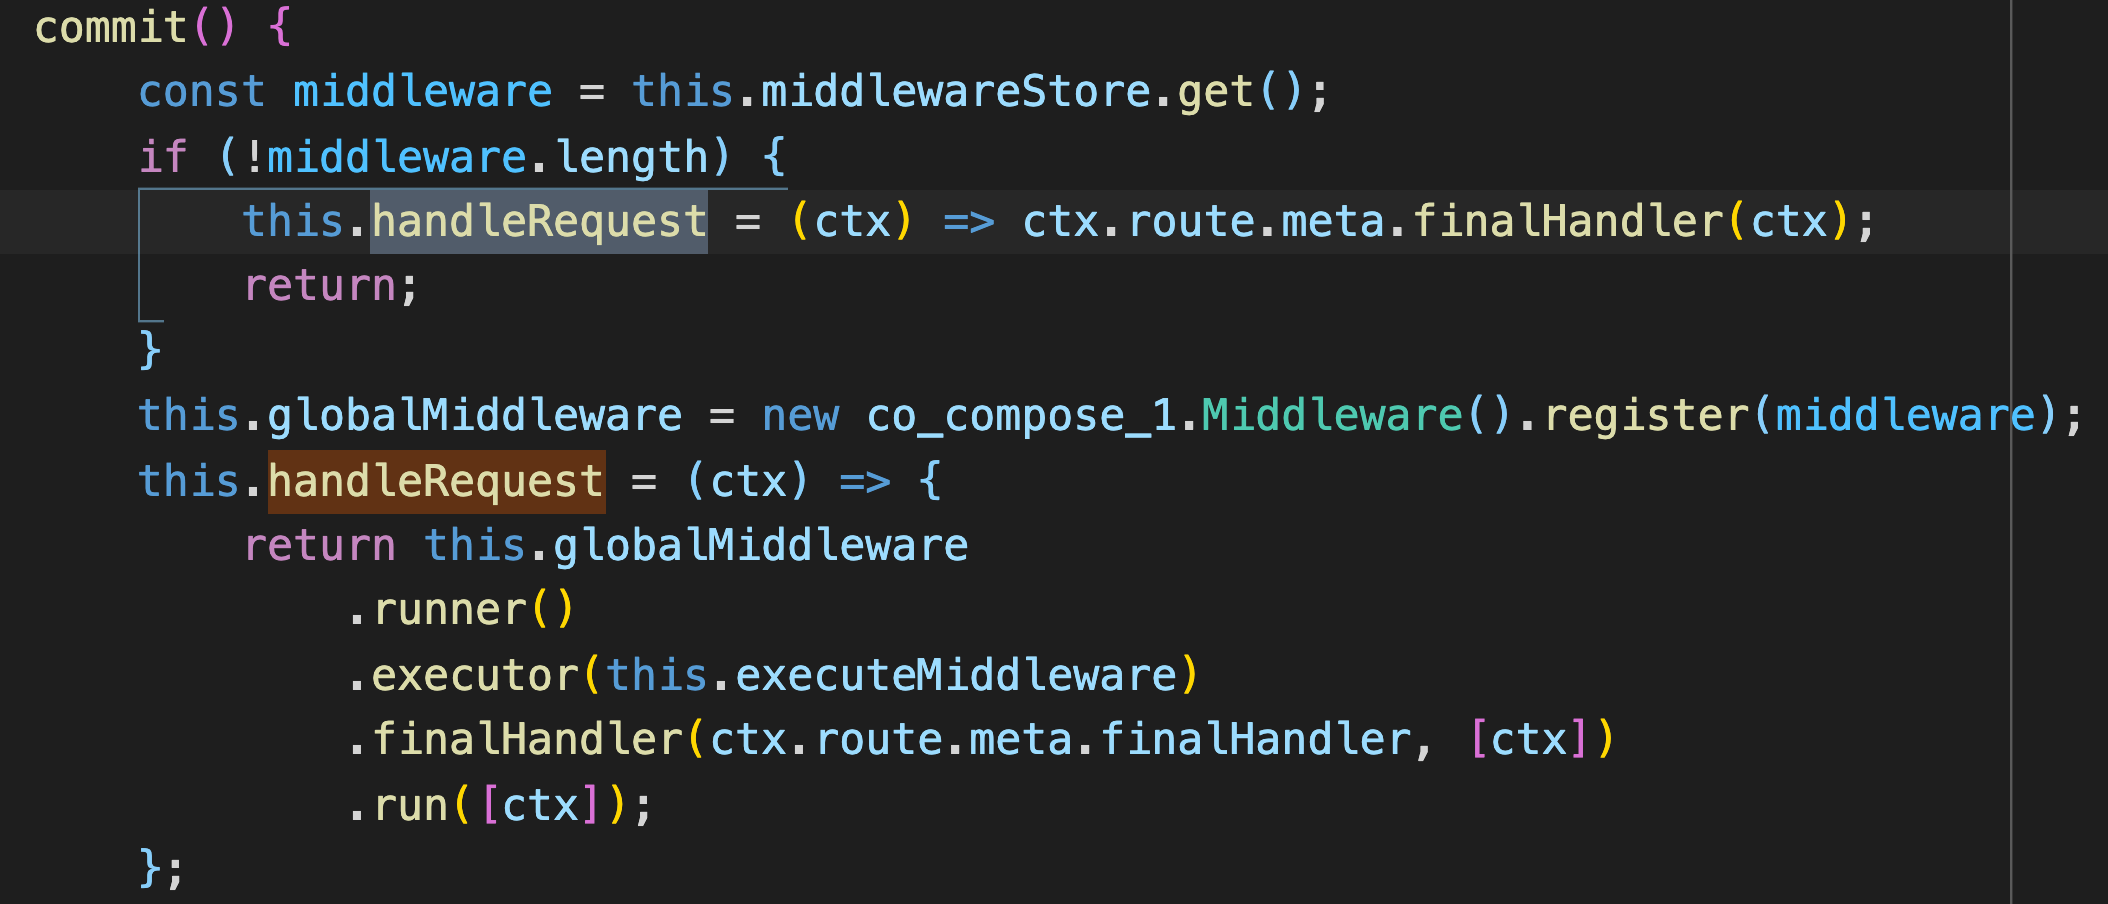 commit() {
    const middleware = this.middlewareStore.get();
    if (!middleware.length) {
        this.handleRequest = (ctx) => ctx.route.meta.finalHandler(ctx);
        return;
    }
    this.globalMiddleware = new co_compose_1.Middleware().register(middleware);
    this.handleRequest = (ctx) => {
        return this.globalMiddleware
            .runner()
            .executor(this.executeMiddleware)
            .finalHandler(ctx.route.meta.finalHandler, [ctx])
            .run([ctx]);
    };